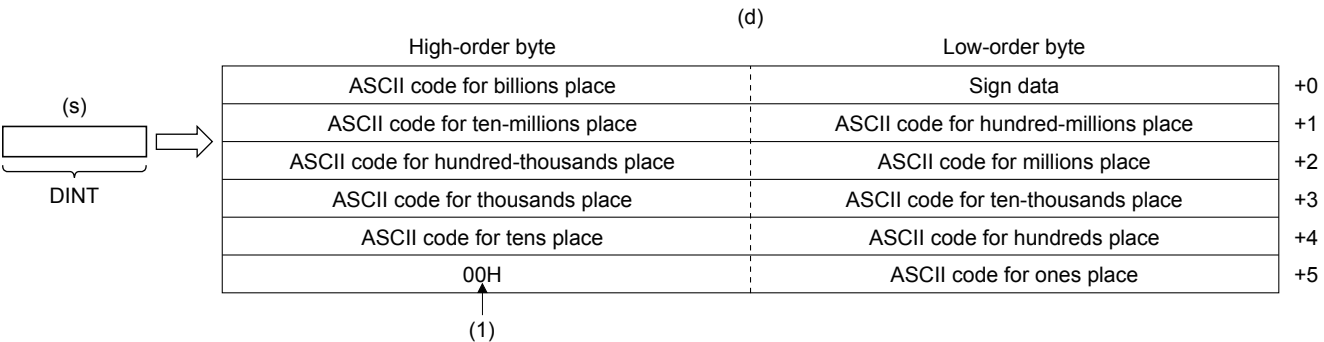 (d)
High-order byte Low-order byte
ASCII code for billions place Sign data +0
(s)
ASCII code for ten-millions place ASCII code for hundred-millions place +1
ASCII code for hundred-thousands place ASCII code for millions place +2
DINT
ASCII code for thousands place ASCII code for ten-thousands place +3
ASCII code for tens place ASCII code for hundreds place +4
00H ASCII code for ones place +5
(1)